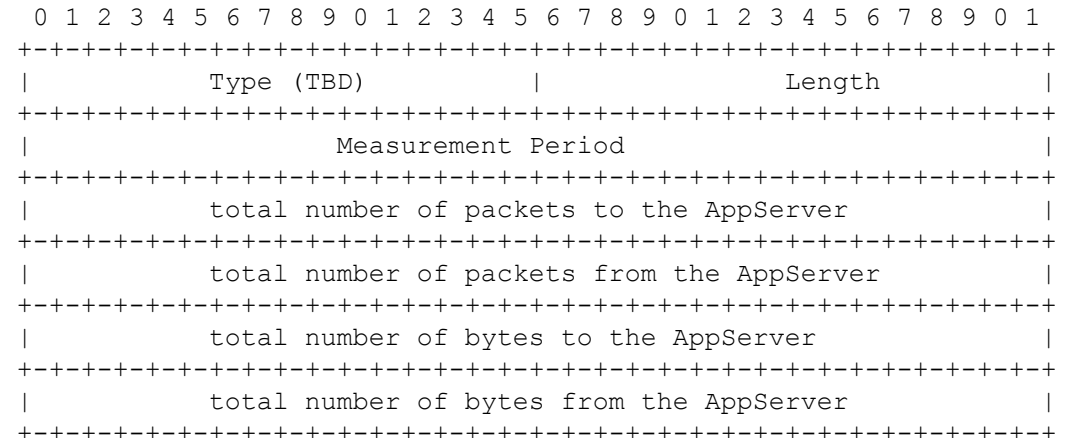 0 1 2 3 4 5 6 7 8 9 0 1 2 3 4 5 6 7 8 9 0 1 2 3 4 5 6 7 8 9 0 1
+-+-+-+-+-+-+-+-+-+-+-+-+-+-+-+-+-+-+-+-+-+-+-+-+-+-+-+-+-+-+-+-+
|           Type (TBD)          |               Length          |
+-+-+-+-+-+-+-+-+-+-+-+-+-+-+-+-+-+-+-+-+-+-+-+-+-+-+-+-+-+-+-+-+
|                   Measurement Period                          |
+-+-+-+-+-+-+-+-+-+-+-+-+-+-+-+-+-+-+-+-+-+-+-+-+-+-+-+-+-+-+-+-+
|           total number of packets to the AppServer            |
+-+-+-+-+-+-+-+-+-+-+-+-+-+-+-+-+-+-+-+-+-+-+-+-+-+-+-+-+-+-+-+-+
|           total number of packets from the AppServer          |
+-+-+-+-+-+-+-+-+-+-+-+-+-+-+-+-+-+-+-+-+-+-+-+-+-+-+-+-+-+-+-+-+
|           total number of bytes to the AppServer              |
+-+-+-+-+-+-+-+-+-+-+-+-+-+-+-+-+-+-+-+-+-+-+-+-+-+-+-+-+-+-+-+-+
|           total number of bytes from the AppServer            |
+-+-+-+-+-+-+-+-+-+-+-+-+-+-+-+-+-+-+-+-+-+-+-+-+-+-+-+-+-+-+-+-+